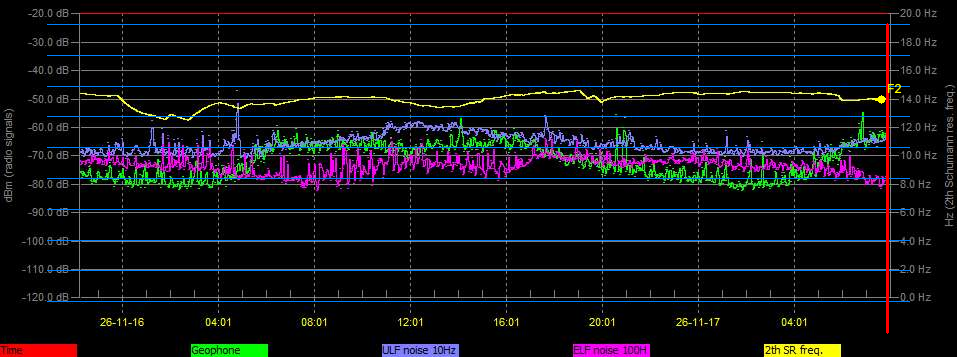 -20.0 dB 20.0 Hz
-30.0 dB 18.0 Hz
-40.0 dB 16.0 Hz
F2
-50.0 dB 14.0 Hz
-60.0 dB 12.0 Hz
-70.0 dB 10.0 Hz
-80.0 dB 8.0 Hz
-90.0 dB 6.0 Hz
-100.0 dB 4.0 Hz
-110.0 dB 2.0 Hz
-120.0 dB 0.0 Hz
dBm (radio signals)
Hz (2th Schumann res. freq.)
26-11-16 04:01 08:01 12:01 16:01 20:01 26-11-17 04:01
Time Geophone ULF noise 10Hz ELF noise 100H 2th SR freq.